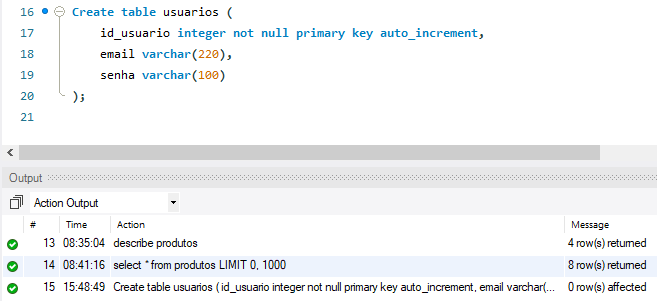 16 Create table usuarios (
17 id_usuario integer not null primary key auto_increment,
18 email varchar(220),
19 senha varchar(100)
20 );
21
Output
Action Output
# Time Action Message
13 08:35:04 describe produtos 4 row(s) returned
14 08:41:16 select * from produtos LIMIT 0, 1000 8 row(s) returned
15 15:48:49 Create table usuarios ( id_usuario integer not null primary key auto_increment, email varchar(... 0 row(s) affected